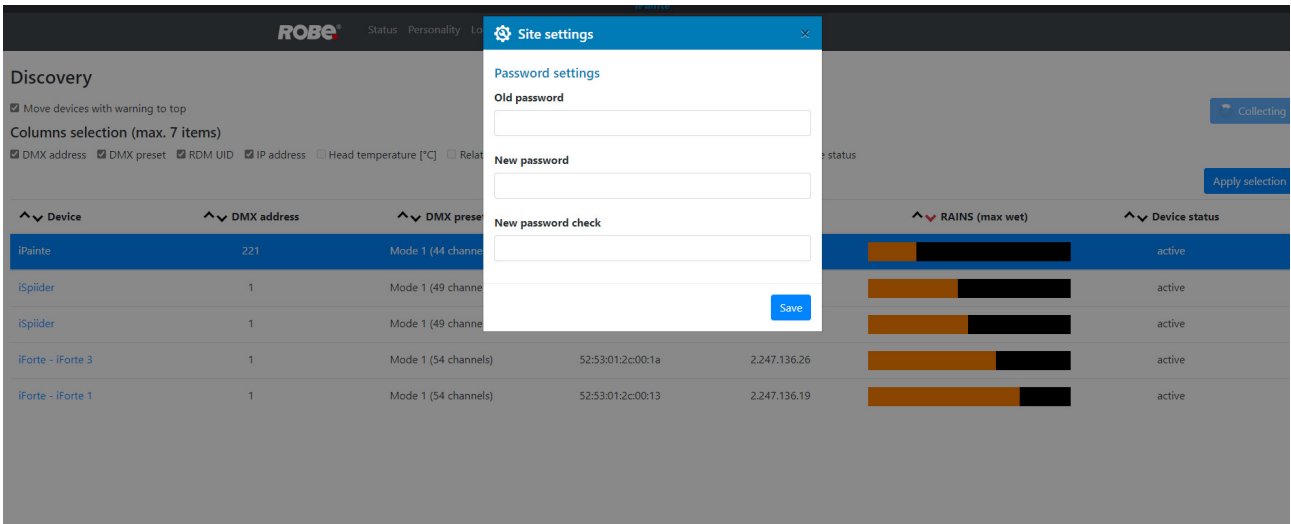 iPainte
ROBE®
Status Personality Lo
Site settings
×
Discovery
Password settings
Old password
Move devices with warning to top
Collecting
Columns selection (max. 7 items)
DMX address DMX preset RDM UID IP address Head temperature [°C] Relat
e status
New password
Apply selection
New password check
Device DMX address DMX preset RAINS (max wet) Device status
iPainte 221 Mode 1 (44 channe active
iSpiider 1 Mode 1 (49 channe active
Save
iSpiider 1 Mode 1 (49 channe active
iForte - iForte 3 1 Mode 1 (54 channels) 52:53:01:2c:00:1a 2.247.136.26 active
iForte - iForte 1 1 Mode 1 (54 channels) 52:53:01:2c:00:13 2.247.136.19 active